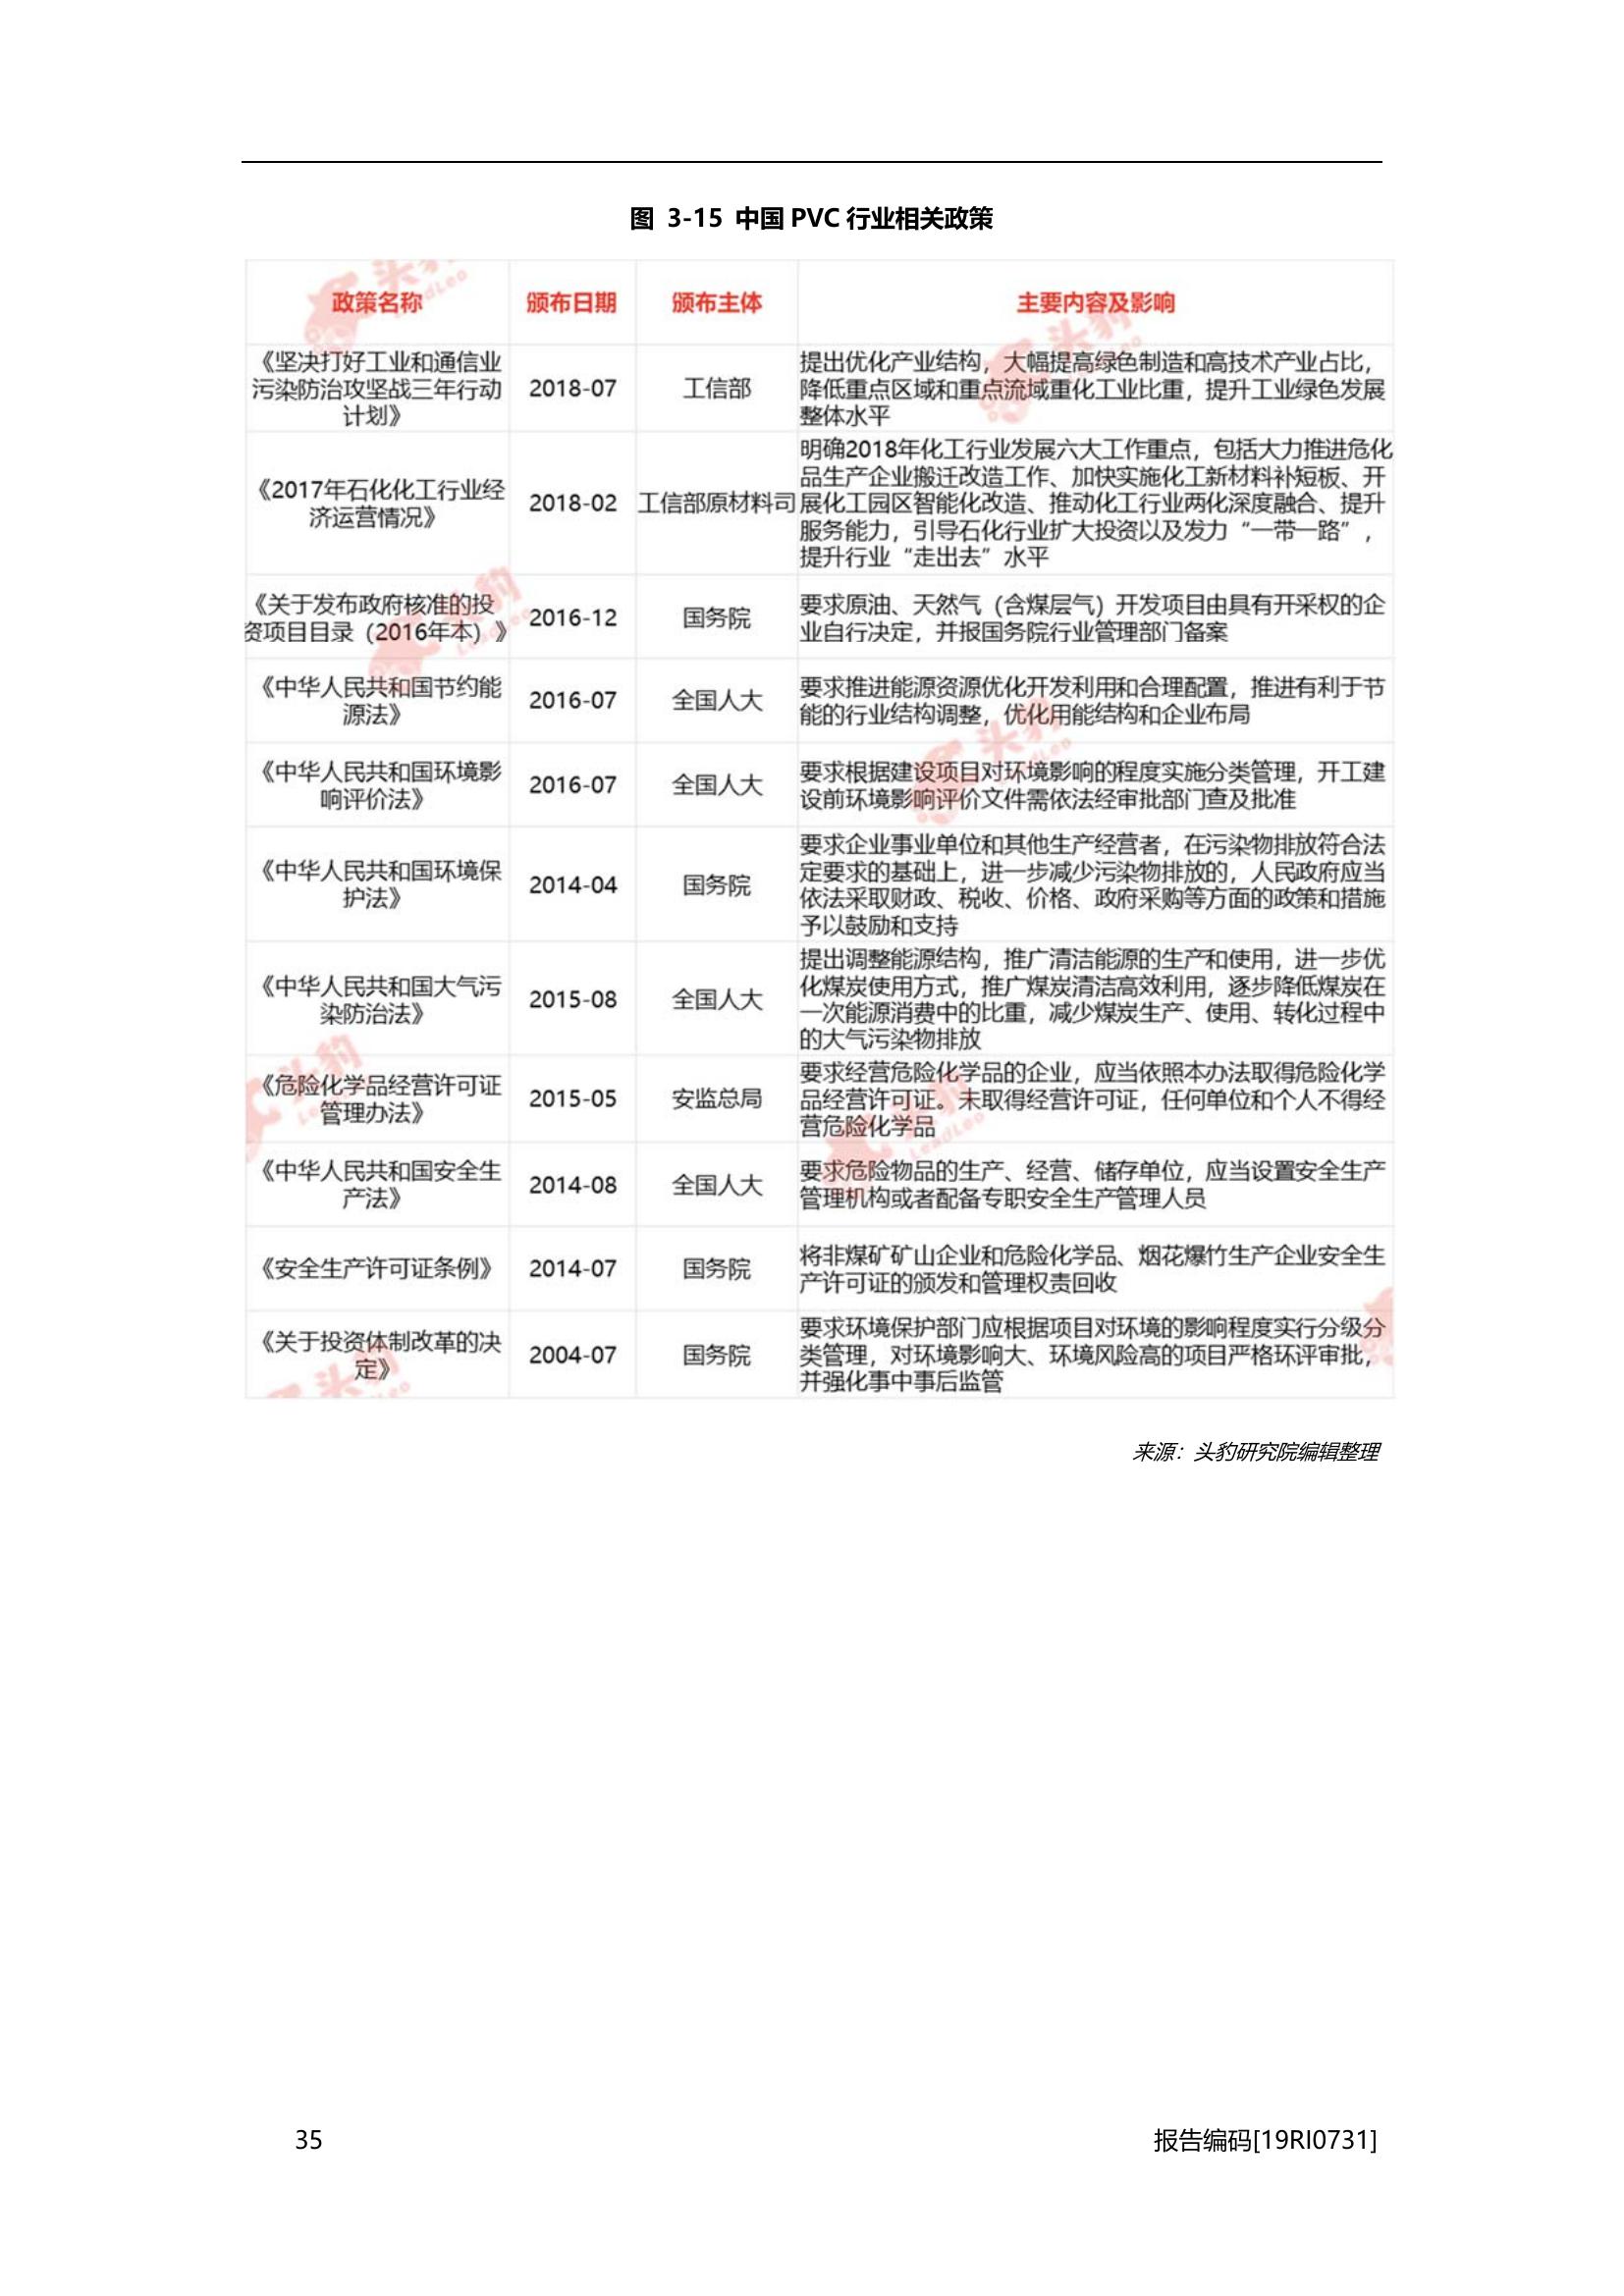 图 3-15 中国 PVC 行业相关政策
政策名称
颁布日期
颁布主体
主要内容及影响
《坚决打好工业和通信业
污染防治攻坚战三年行动
计划》
2018-07
工信部
提出优化产业结构，大幅提高绿色制造和高技术产业占比，
降低重点区域和重点流域重化工业比重，提升工业绿色发展
整体水平
《2017年石化化工行业经
济运营情况》
2018-02
工信部原材料司
明确2018年化工行业发展六大工作重点，包括大力推进危化
品生产企业搬迁改造工作、加快实施化工新材料补短板、开
展化工园区智能化改造、推动化工行业两化深度融合、提升
服务能力，引导石化行业扩大投资以及发力“一带一路”，
提升行业“走出去”水平
《关于发布政府核准的投
资项目目录（2016年本）》
2016-12
国务院
要求原油、天然气（含煤层气）开发项目由具有开采权的企
业自行决定，并报国务院行业管理部门备案
《中华人民共和国节约能
源法》
2016-07
全国人大
要求推进能源资源优化开发利用和合理配置，推进有利于节
能的行业结构调整，优化用能结构和企业布局
《中华人民共和国环境影
响评价法》
2016-07
全国人大
要求根据建设项目对环境影响的程度实施分类管理，开工建
设前环境影响评价文件需依法经审批部门查及批准
《中华人民共和国环境保
护法》
2014-04
国务院
要求企业事业单位和其他生产经营者，在污染物排放符合法
定要求的基础上，进一步减少污染物排放的，人民政府应当
依法采取财政、税收、价格、政府采购等方面的政策和措施
予以鼓励和支持
《中华人民共和国大气污
染防治法》
2015-08
全国人大
提出调整能源结构，推广清洁能源的生产和使用，进一步优
化煤炭使用方式，推广煤炭清洁高效利用，逐步降低煤炭在
一次能源消费中的比重，减少煤炭生产、使用、转化过程中
的大气污染物排放
《危险化学品经营许可证
管理办法》
2015-05
安监总局
要求经营危险化学品的企业，应当依照本办法取得危险化学
品经营许可证。未取得经营许可证，任何单位和个人不得经
营危险化学品
《中华人民共和国安全生
产法》
2014-08
全国人大
要求危险物品的生产、经营、储存单位，应当设置安全生产
管理机构或者配备专职安全生产管理人员
《安全生产许可证条例》
2014-07
国务院
将非煤矿矿山企业和危险化学品、烟花爆竹生产企业安全生
产许可证的颁发和管理权责回收
《关于投资体制改革的决
定》
2004-07
国务院
要求环境保护部门应根据项目对环境的影响程度实行分级分
类管理，对环境影响大、环境风险高的项目严格环评审批，
并强化事中事后监管
来源：头豹研究院编辑整理
35
报告编码[19RI0731]